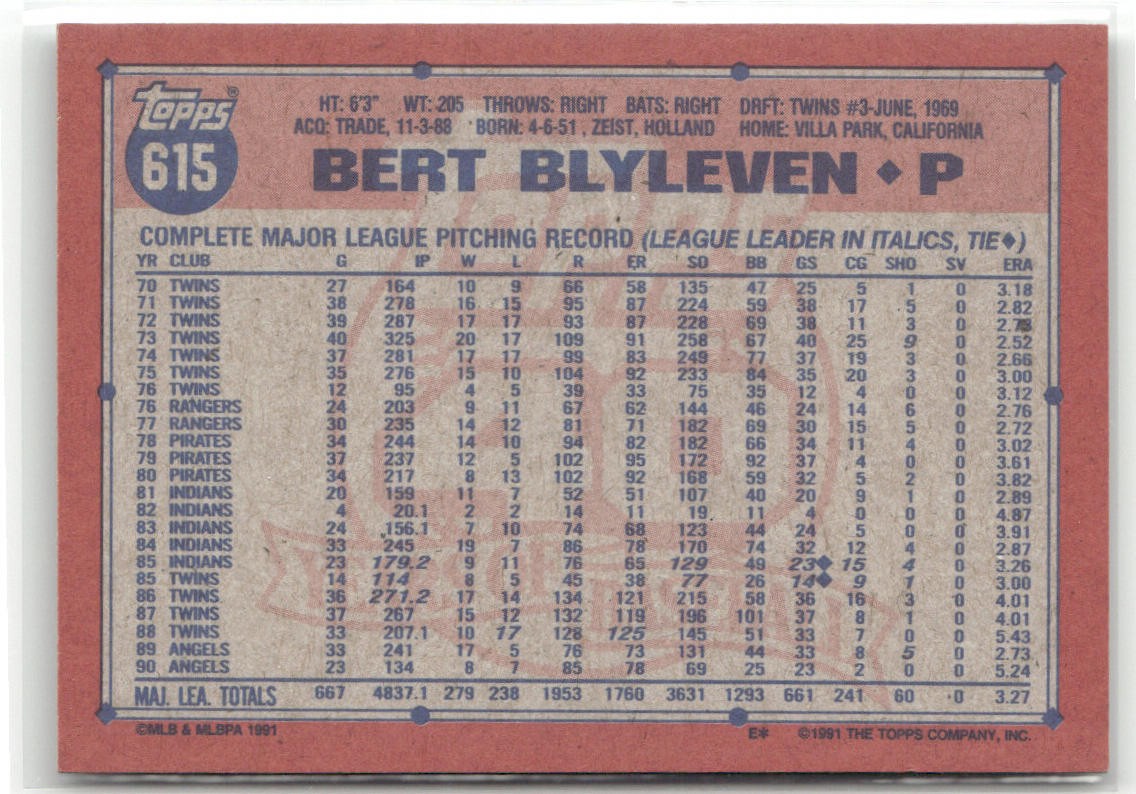 Topps®
615
HT: 6'3" WT: 205 THROWS: RIGHT BATS: RIGHT DRFT: TWINS #3-JUNE, 1969
ACQ: TRADE, 11-3-88 BORN: 4-6-51, ZEIST, HOLLAND HOME: VILLA PARK, CALIFORNIA
BERT BLYLEVEN ◆ P
COMPLETE MAJOR LEAGUE PITCHING RECORD (LEAGUE LEADER IN ITALICS, TIE◆)
YR CLUB G IP W L R ER SO BB GS CG SHO SV ERA
70 TWINS 27 164 10 9 66 58 135 47 25 5 1 0 3.18
71 TWINS 38 278 16 15 95 87 224 59 38 17 5 0 2.82
72 TWINS 39 287 17 17 93 87 228 69 38 11 3 0 2.73
73 TWINS 40 325 20 17 109 91 258 67 40 25 9 0 2.52
74 TWINS 37 281 17 17 99 83 249 77 37 19 3 0 2.66
75 TWINS 35 276 15 10 104 92 233 84 35 20 3 0 3.00
76 TWINS 12 95 4 5 39 33 75 35 12 4 0 0 3.12
76 RANGERS 24 203 9 11 67 62 144 46 24 14 6 0 2.76
77 RANGERS 30 235 14 12 81 71 182 69 30 15 5 0 2.72
78 PIRATES 34 244 14 10 94 82 182 66 34 11 4 0 3.02
79 PIRATES 37 237 12 5 102 95 172 92 37 4 0 0 3.61
80 PIRATES 34 217 8 13 102 92 168 59 32 5 2 0 3.82
81 INDIANS 20 159 11 7 52 51 107 40 20 9 1 0 2.89
82 INDIANS 4 20.1 2 2 14 11 19 11 4 0 0 0 4.87
83 INDIANS 24 156.1 7 10 74 68 123 44 24 5 0 0 3.91
84 INDIANS 33 245 19 7 86 78 170 74 32 12 4 0 2.87
85 INDIANS 23 179.2 9 11 76 65 129 49 23◆ 15 4 0 3.26
85 TWINS 14 114 8 5 45 38 77 26 14◆ 9 1 0 3.00
86 TWINS 36 271.2 17 14 134 121 215 58 36 16 3 0 4.01
87 TWINS 37 267 15 12 132 119 196 101 37 8 1 0 4.01
88 TWINS 33 207.1 10 17 128 125 145 51 33 7 0 0 5.43
89 ANGELS 33 241 17 5 76 73 131 44 33 8 5 0 2.73
90 ANGELS 23 134 8 7 85 78 69 25 23 2 0 0 5.24
MAJ. LEA. TOTALS 667 4837.1 279 238 1953 1760 3631 1293 661 241 60 0 3.27
©MLB & MLBPA 1991 E* ©1991 THE TOPPS COMPANY, INC.